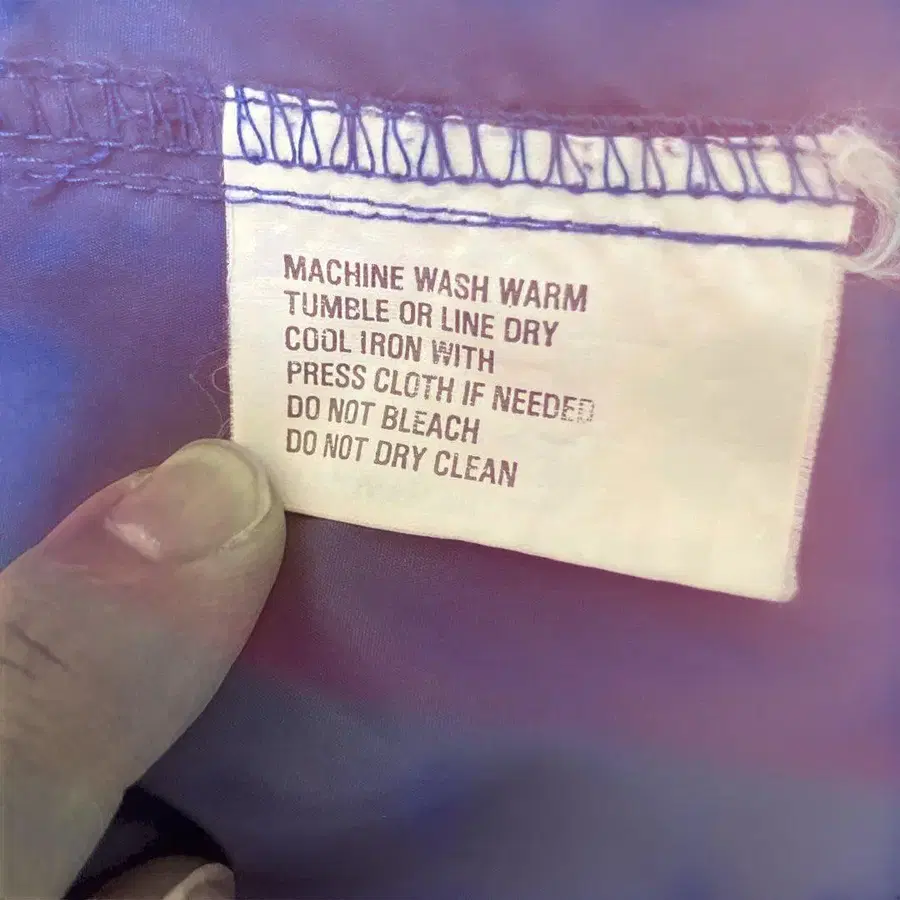 MACHINE WASH WARM
TUMBLE OR LINE DRY
COOL IRON WITH
PRESS CLOTH IF NEEDED
DO NOT BLEACH
DO NOT DRY CLEAN